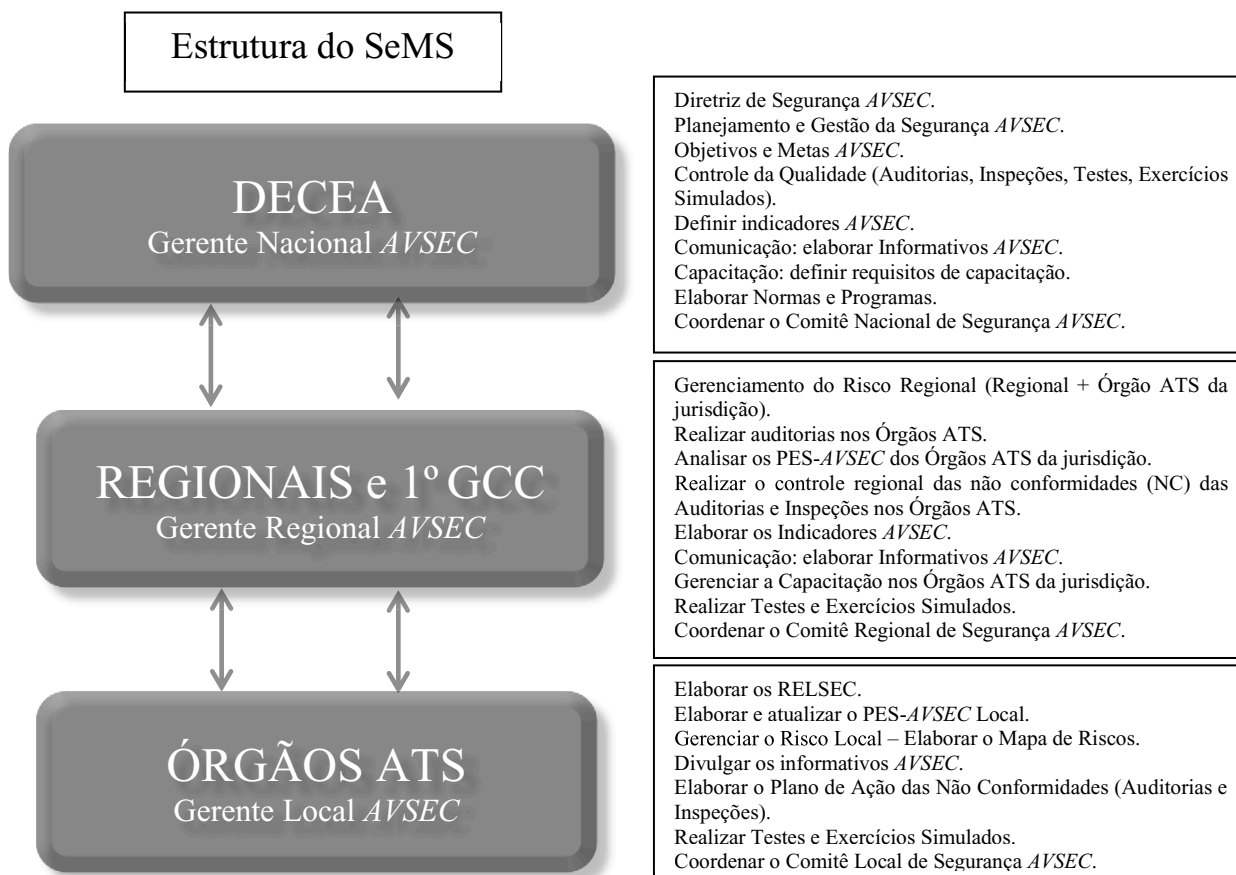 Estrutura do SeMS
DECEA
Gerente Nacional AVSEC
Diretriz de Segurança AVSEC.
Planejamento e Gestão da Segurança AVSEC.
Objetivos e Metas AVSEC.
Controle da Qualidade (Auditorias, Inspeções, Testes, Exercícios
Simulados).
Definir indicadores AVSEC.
Comunicação: elaborar Informativos AVSEC.
Capacitação: definir requisitos de capacitação.
Elaborar Normas e Programas.
Coordenar o Comitê Nacional de Segurança AVSEC.
REGIONAIS e 1º GCC
Gerente Regional AVSEC
Gerenciamento do Risco Regional (Regional + Órgão ATS da
jurisdição).
Realizar auditorias nos Órgãos ATS.
Analisar os PES-AVSEC dos Órgãos ATS da jurisdição.
Realizar o controle regional das não conformidades (NC) das
Auditorias e Inspeções nos Órgãos ATS.
Elaborar os Indicadores AVSEC.
Comunicação: elaborar Informativos AVSEC.
Gerenciar a Capacitação nos Órgãos ATS da jurisdição.
Realizar Testes e Exercícios Simulados.
Coordenar o Comitê Regional de Segurança AVSEC.
ÓRGÃOS ATS
Gerente Local AVSEC
Elaborar os RELSEC.
Elaborar e atualizar o PES-AVSEC Local.
Gerenciar o Risco Local – Elaborar o Mapa de Riscos.
Divulgar os informativos AVSEC.
Elaborar o Plano de Ação das Não Conformidades (Auditorias e
Inspeções).
Realizar Testes e Exercícios Simulados.
Coordenar o Comitê Local de Segurança AVSEC.